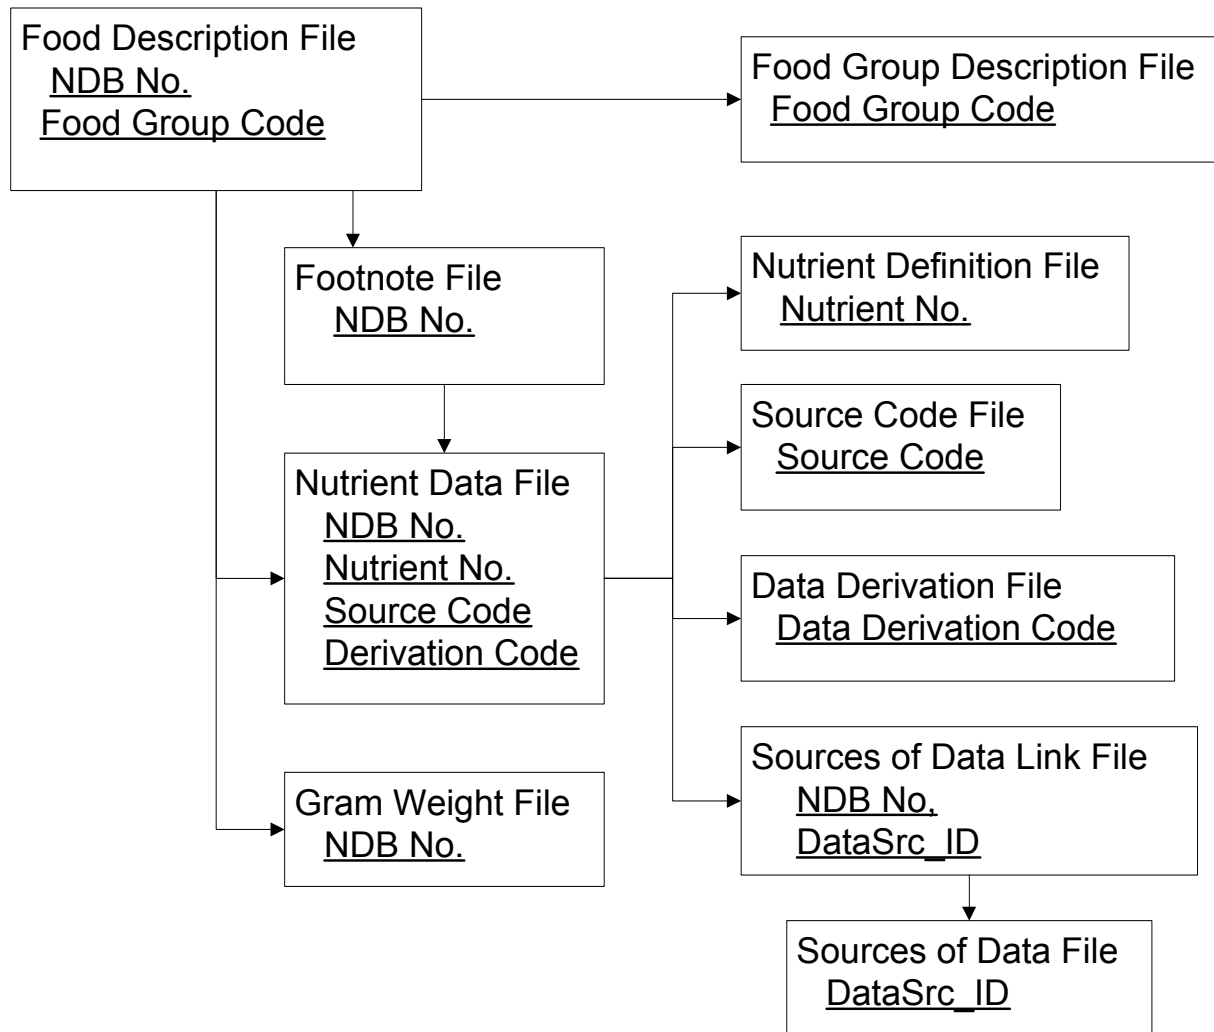 Food Description File
NDB No.
Food Group Code
Food Group Description File
Food Group Code
Footnote File
NDB No.
Nutrient Definition File
Nutrient No.
Source Code File
Source Code
Nutrient Data File
NDB No.
Nutrient No.
Source Code
Derivation Code
Data Derivation File
Data Derivation Code
Gram Weight File
NDB No.
Sources of Data Link File
NDB No,
DataSrc_ID
Sources of Data File
DataSrc_ID